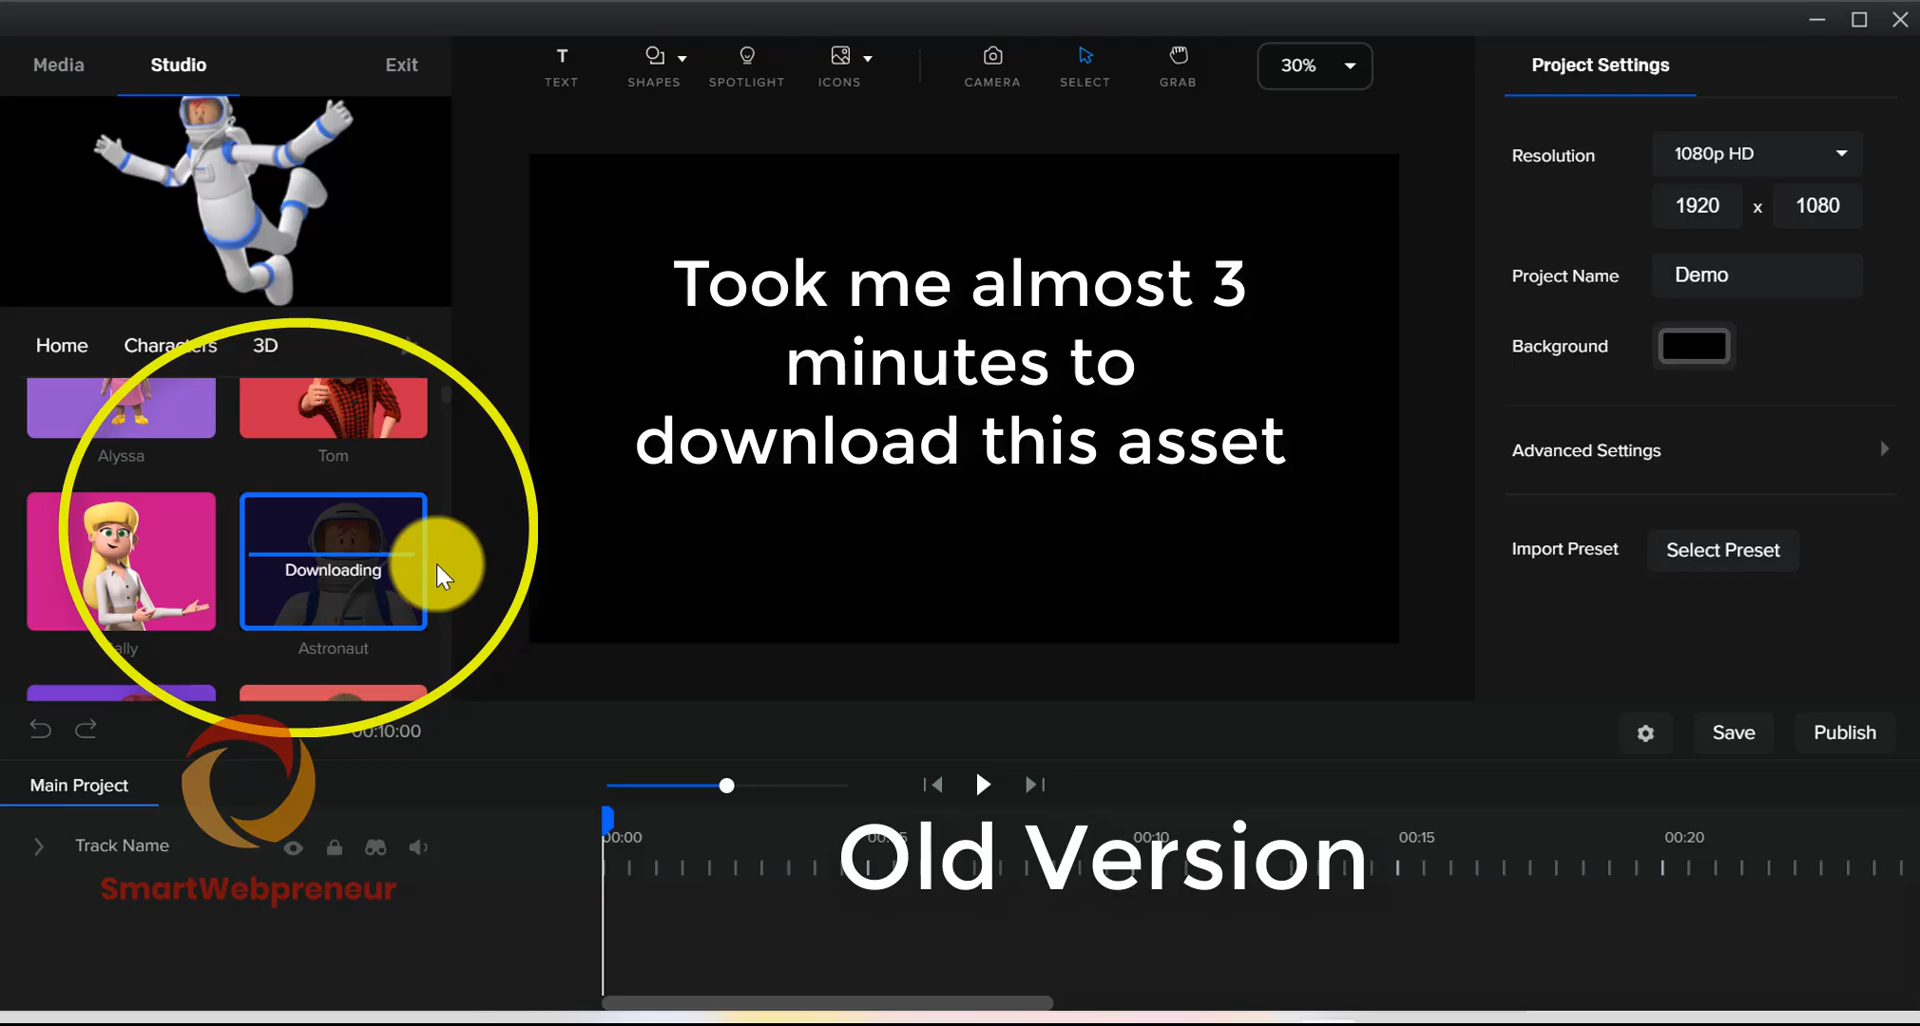 Media
Studio
Exit
TEXT
SHAPES
SPOTLIGHT
ICONS
CAMERA
SELECT
GRAB
30%
Project Settings
Resolution
1080p HD
1920 x 1080
Project Name
Demo
Background
Advanced Settings
Import Preset
Select Preset
Home
Characters
3D
Alyssa
Tom
Downloading
Astronaut
Took me almost 3
minutes to
download this asset
00:10:00
Save
Publish
Main Project
Track Name
00:00
00:10
00:15
00:20
Old Version
SmartWebpreneur